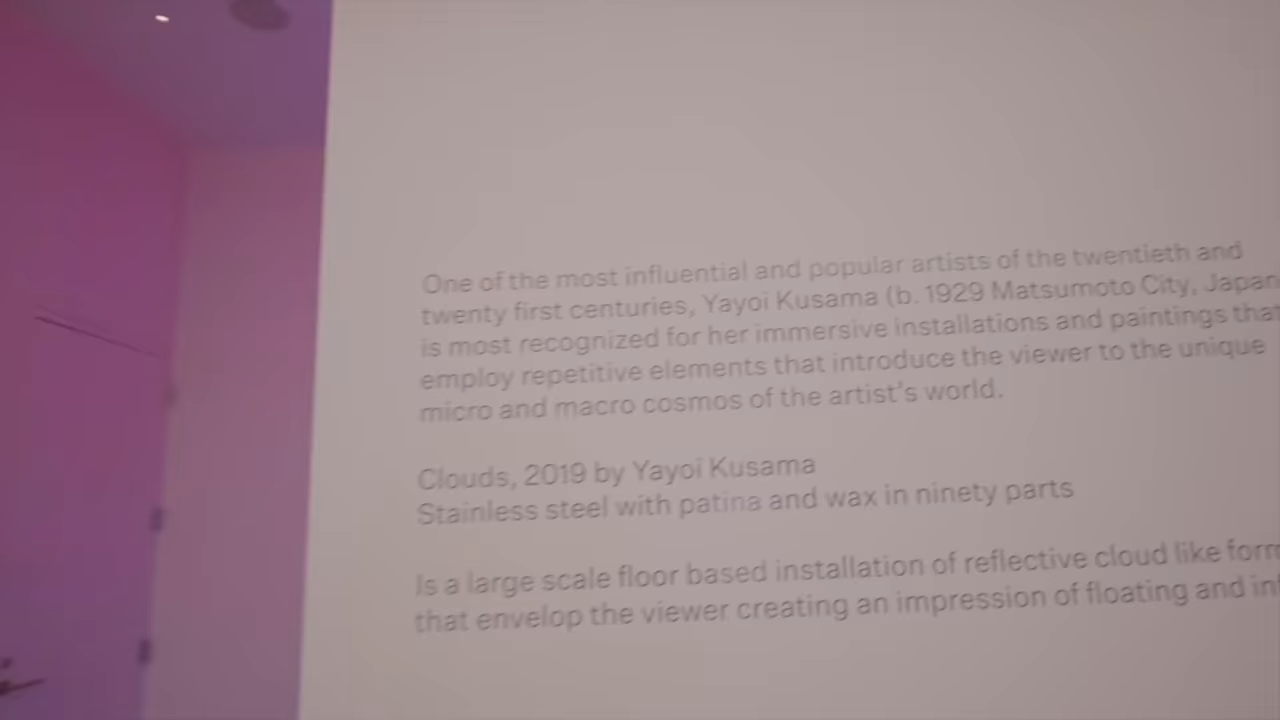 One of the most influential and popular artists of the twentieth and
twenty first centuries, Yayoi Kusama (b. 1929 Matsumoto City, Japan
is most recognized for her immersive installations and paintings that
employ repetitive elements that introduce the viewer to the unique
micro and macro cosmos of the artist's world.
Clouds, 2019 by Yayoi Kusama
Stainless steel with patina and wax in ninety parts
Is a large scale floor based installation of reflective cloud like
that envelop the viewer creating an impression of floating and